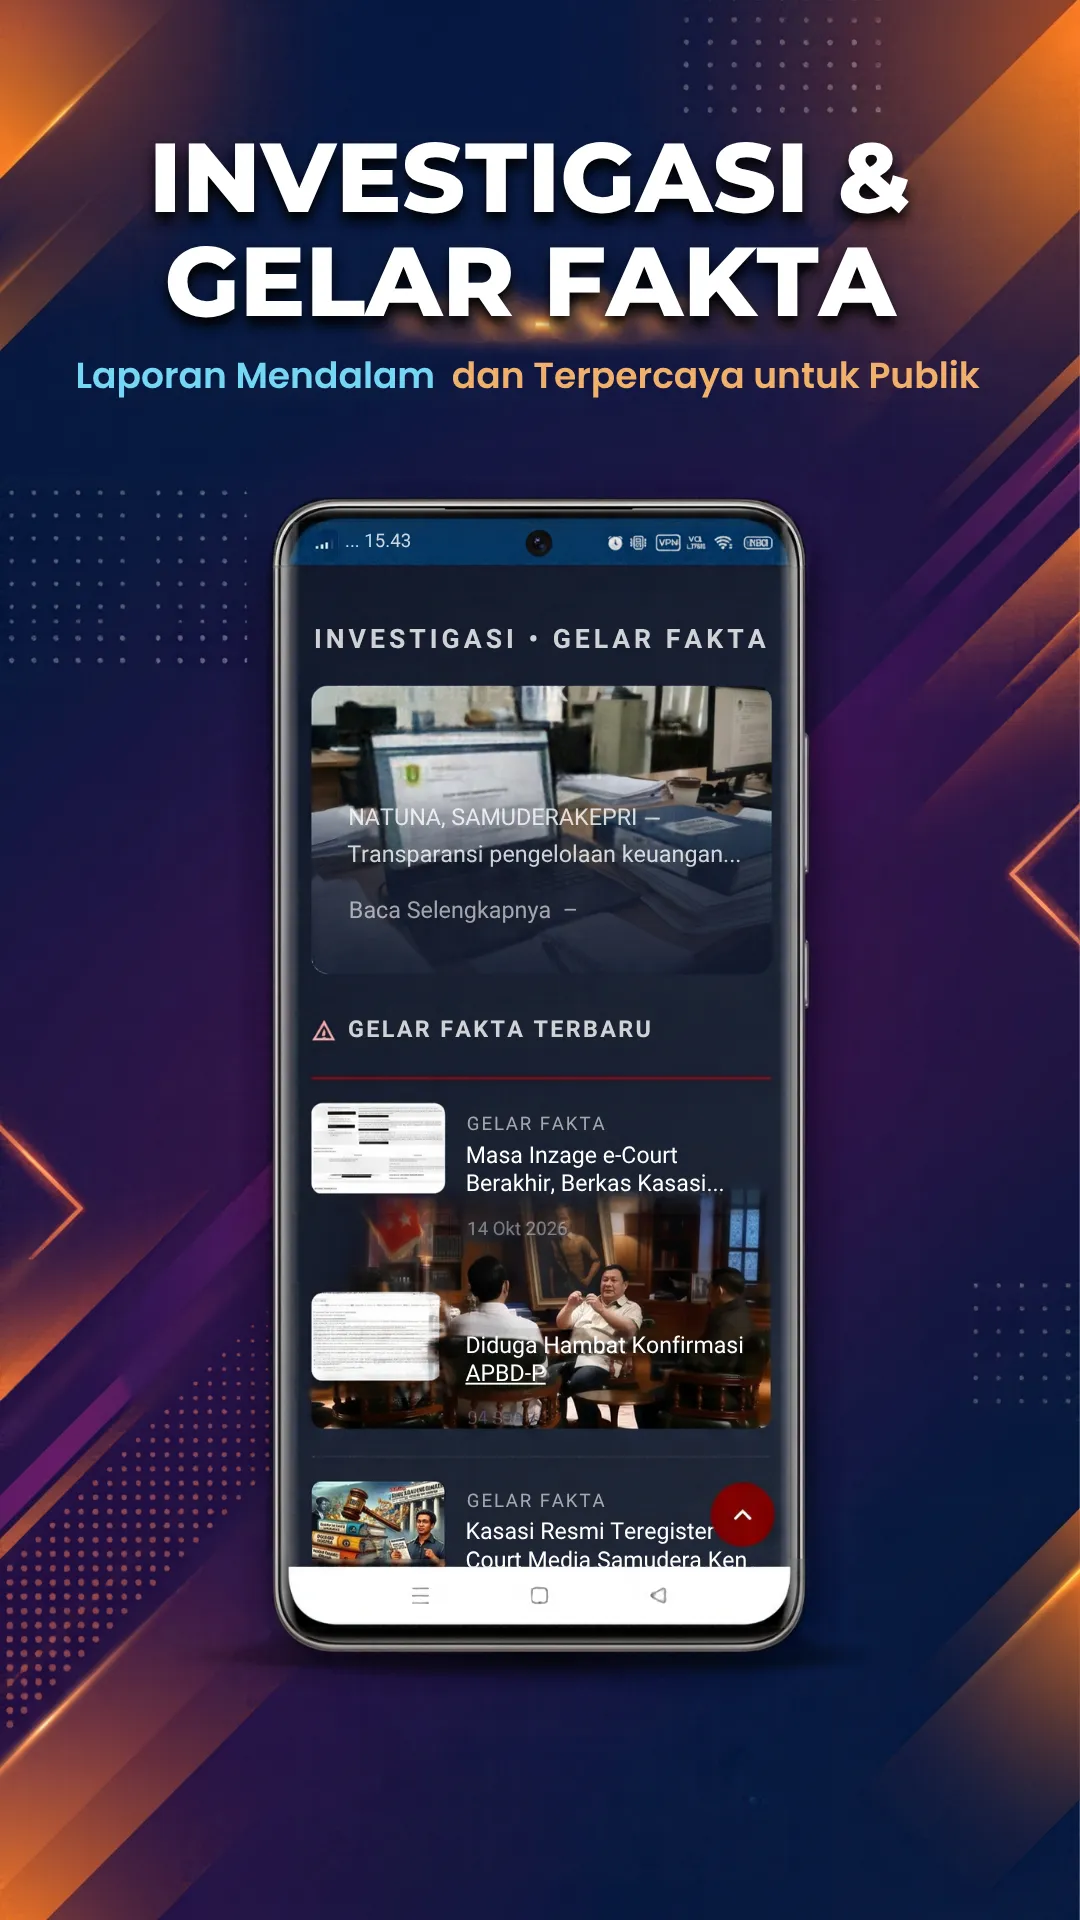 INVESTIGASI &
GELAR FAKTA
Laporan Mendalam dan Terpercaya untuk Publik
... 15.43
VPN
INVESTIGASI • GELAR FAKTA
NATUNA, SAMUDERAKEPRI —
Transparansi pengelolaan keuangan...
Baca Selengkapnya –
GELAR FAKTA TERBARU
GELAR FAKTA
Masa Inzage e-Court
Berakhir, Berkas Kasasi...
14 Okt 2026
Diduga Hambat Konfirmasi
APBD-P
GELAR FAKTA
Kasasi Resmi Teregister
Court Media Samudera Ken